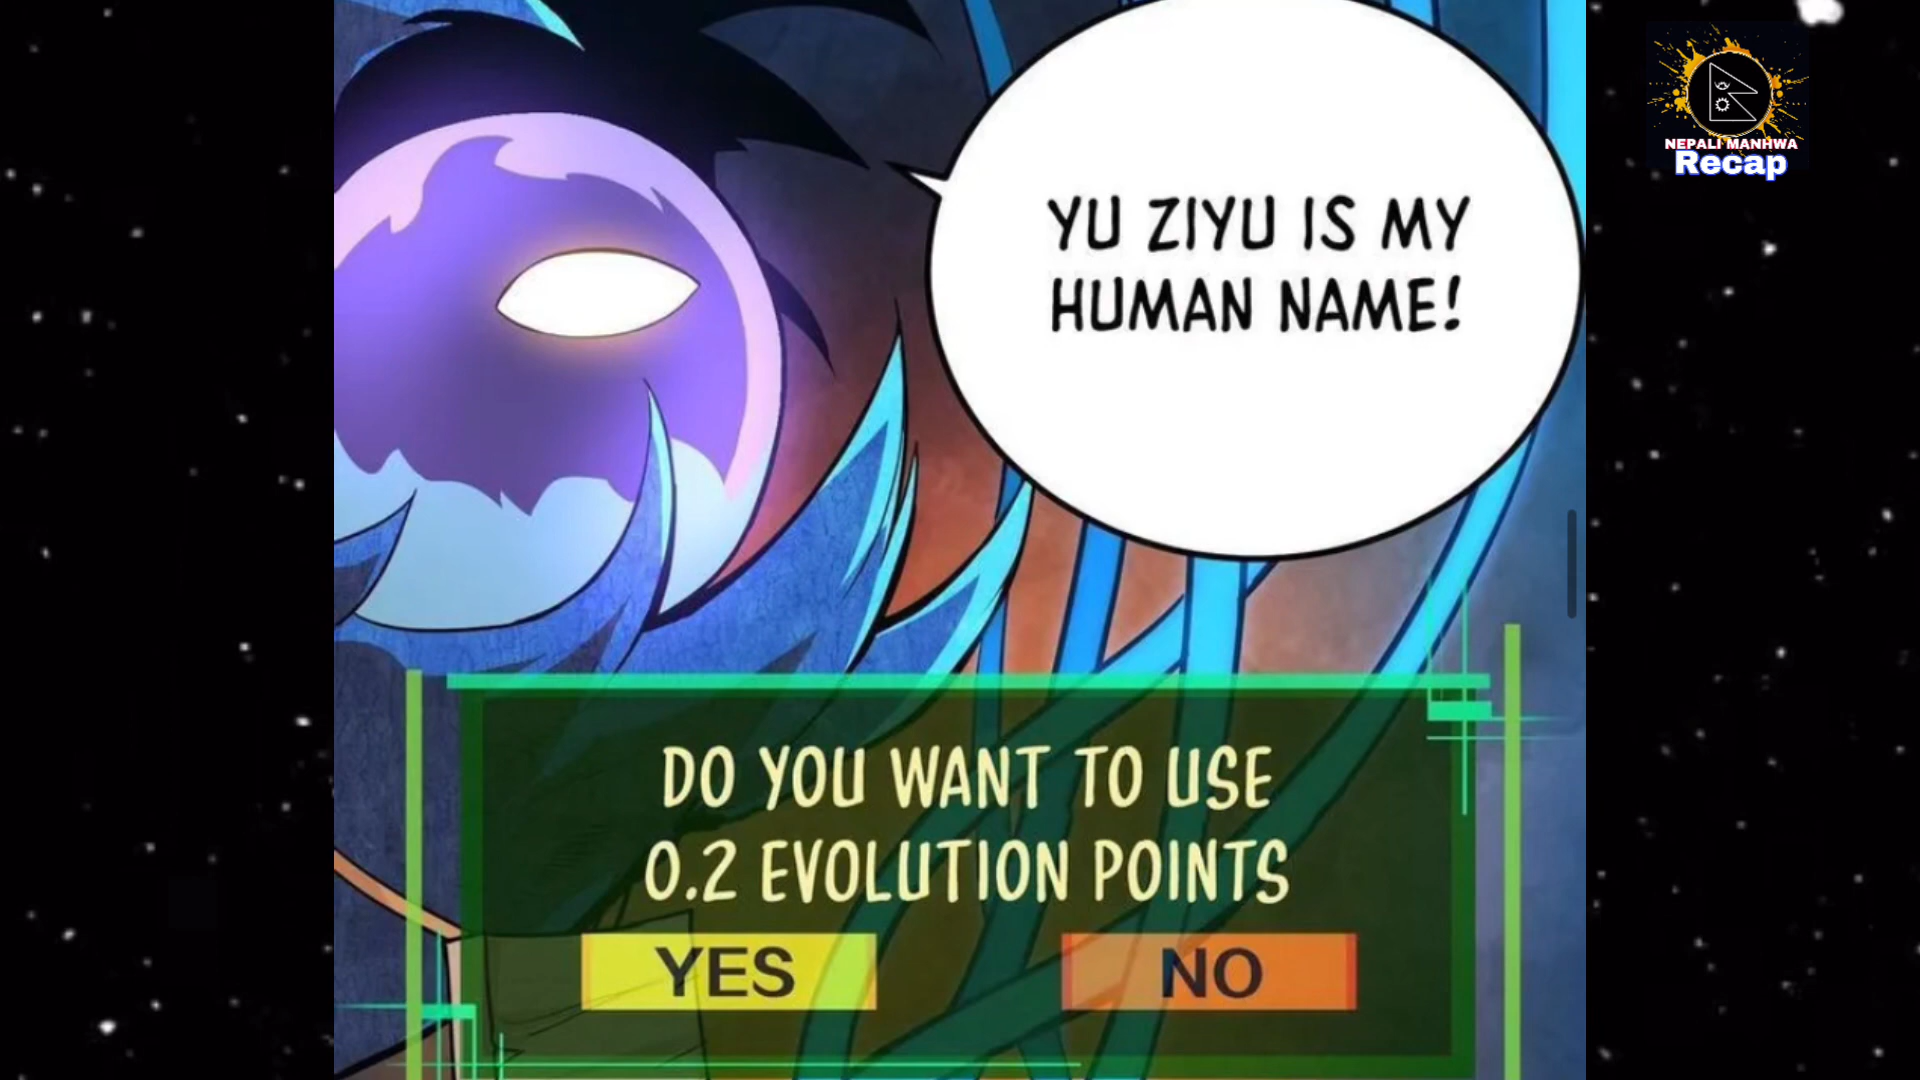 YU ZIYU IS MY
HUMAN NAME!
NEPALI MANHWA
Recap
DO YOU WANT TO USE
0.2 EVOLUTION POINTS
YES
NO